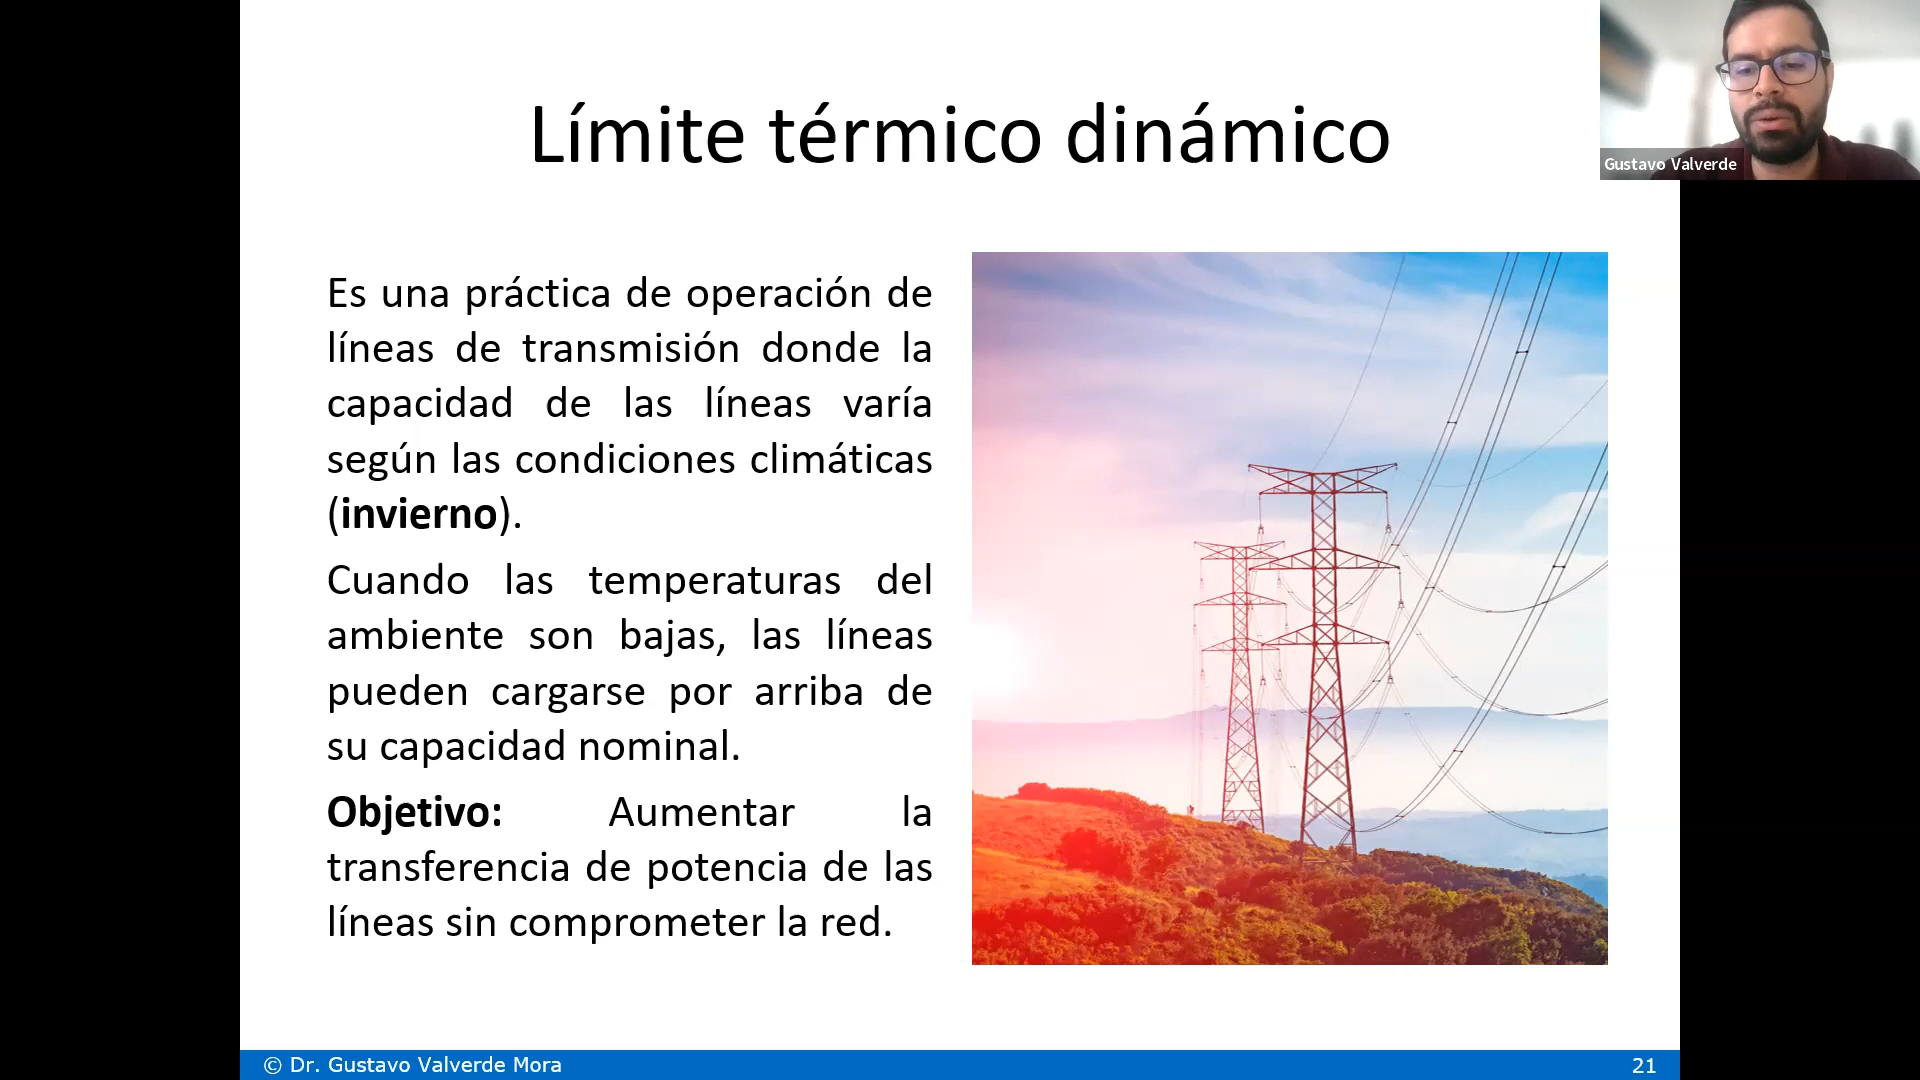 Límite térmico dinámico
Gustavo Valverde
Es una práctica de operación de
líneas de transmisión donde la
capacidad de las líneas varía
según las condiciones climáticas
(invierno).
Cuando las temperaturas del
ambiente son bajas, las líneas
pueden cargarse por arriba de
su capacidad nominal.
Objetivo: Aumentar la
transferencia de potencia de las
líneas sin comprometer la red.
© Dr. Gustavo Valverde Mora
21